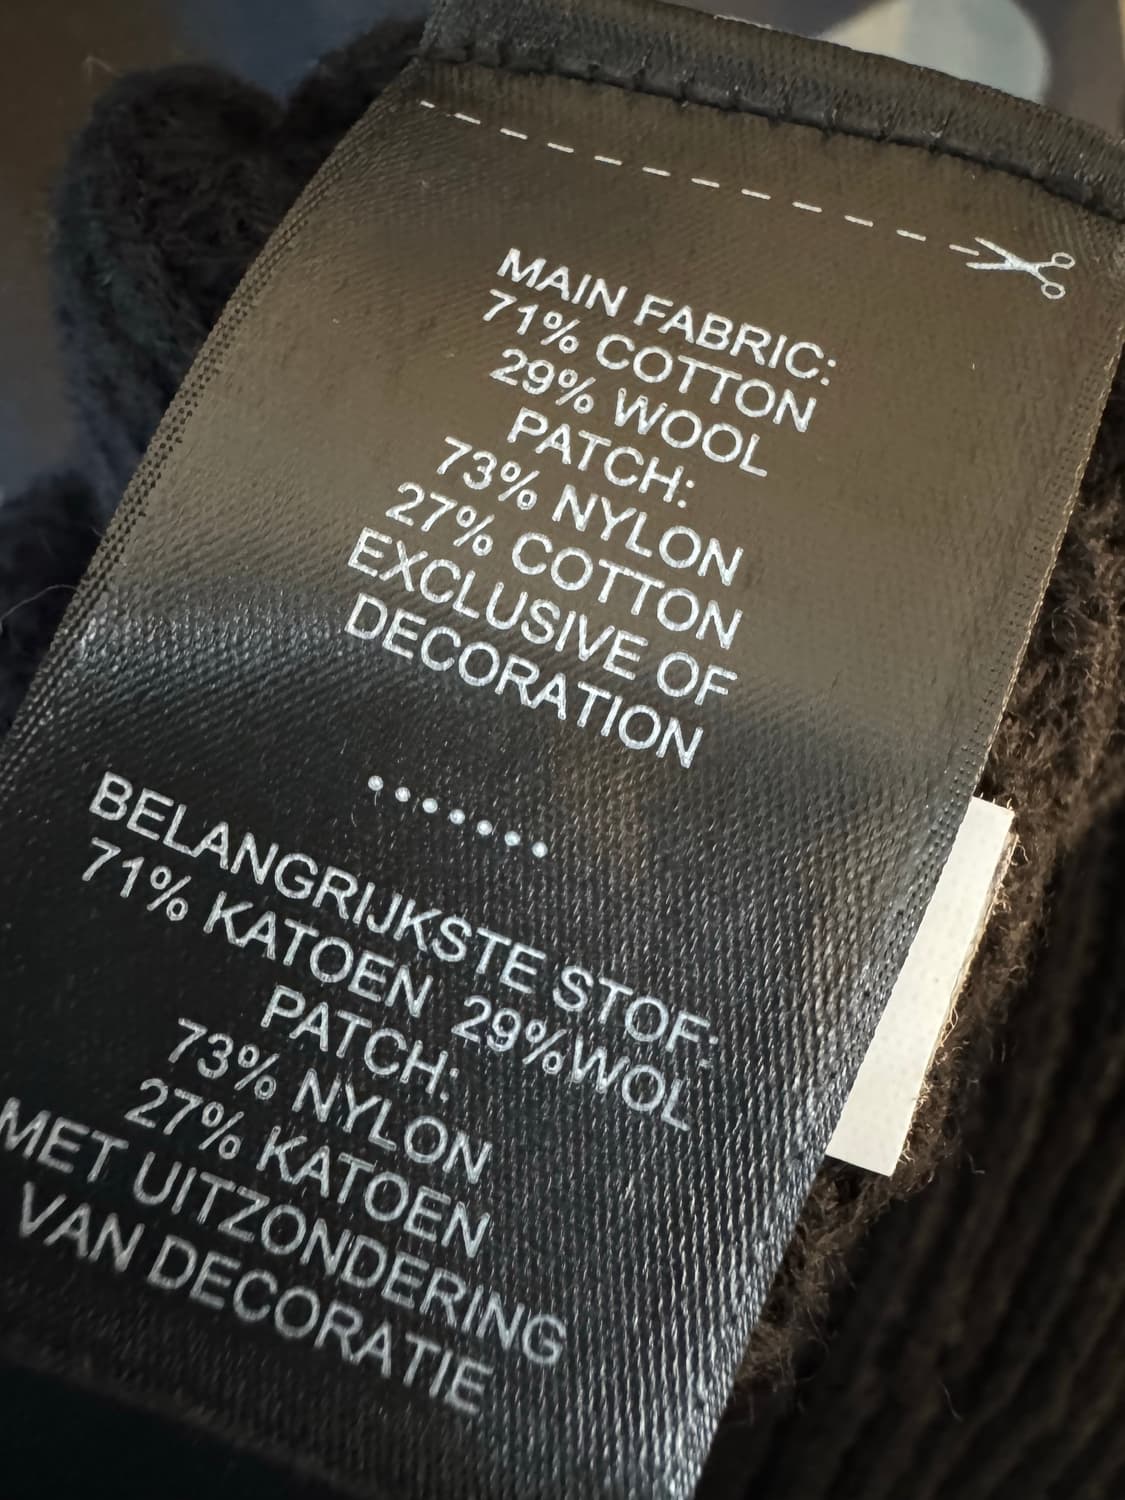 MAIN FABRIC:
71% COTTON
29% WOOL
PATCH:
73% NYLON
27% COTTON
EXCLUSIVE OF
DECORATION
BELANGRIJKSTE STOF:
71% KATOEN 29%WOL
PATCH:
73% NYLON
27% KATOEN
MET UITZONDERING
VAN DECORATIE